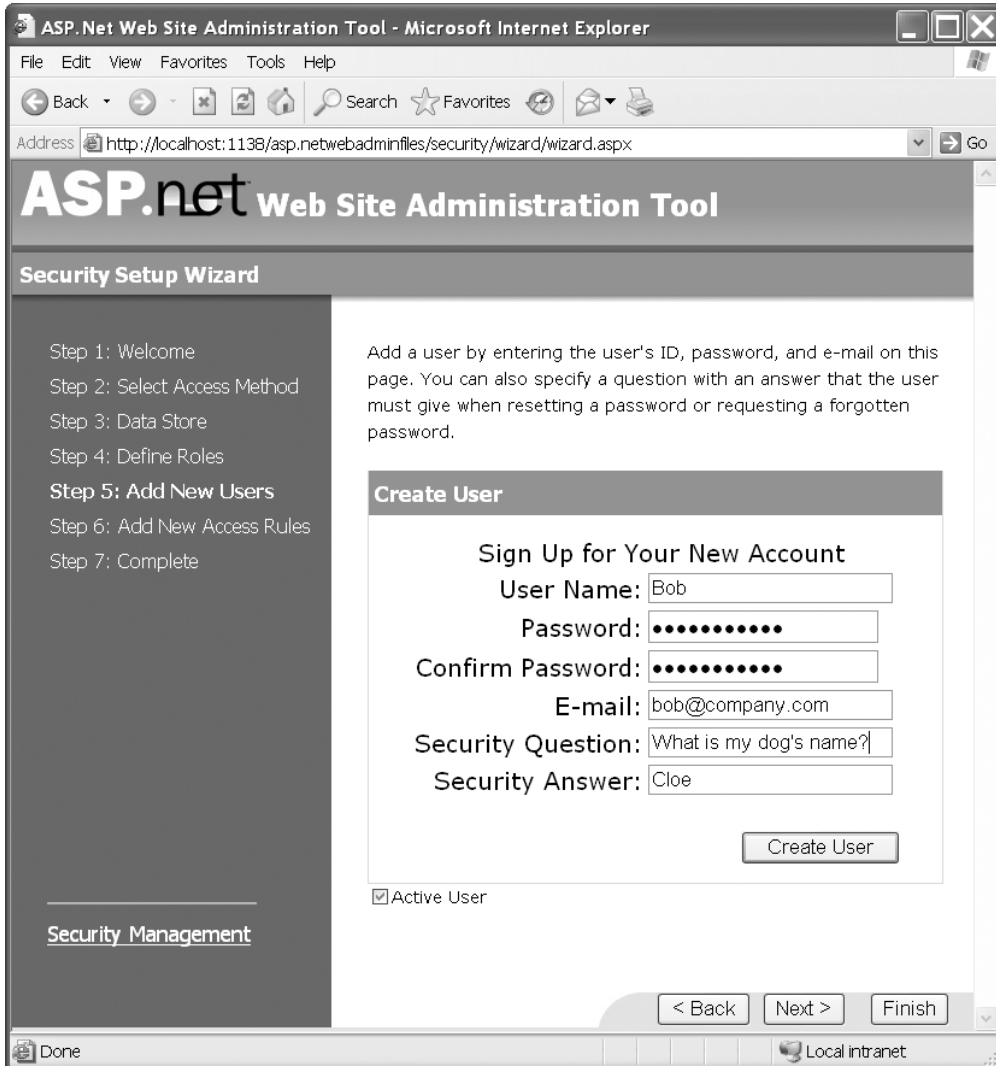 ASP.Net Web Site Administration Tool - Microsoft Internet Explorer
File Edit View Favorites Tools Help
Back Search Favorites
Address http://localhost:1138/asp.netwebadminfiles/security/wizard/wizard.aspx Go
ASP.net Web Site Administration Tool
Security Setup Wizard
Step 1: Welcome
Step 2: Select Access Method
Step 3: Data Store
Step 4: Define Roles
Step 5: Add New Users
Step 6: Add New Access Rules
Step 7: Complete
Security Management
Add a user by entering the user's ID, password, and e-mail on this
page. You can also specify a question with an answer that the user
must give when resetting a password or requesting a forgotten
password.
Create User
Sign Up for Your New Account
User Name: Bob
Password: •••••••••••
Confirm Password: •••••••••••
E-mail: bob@company.com
Security Question: What is my dog's name?
Security Answer: Cloe
Create User
Active User
< Back Next > Finish
Done Local intranet